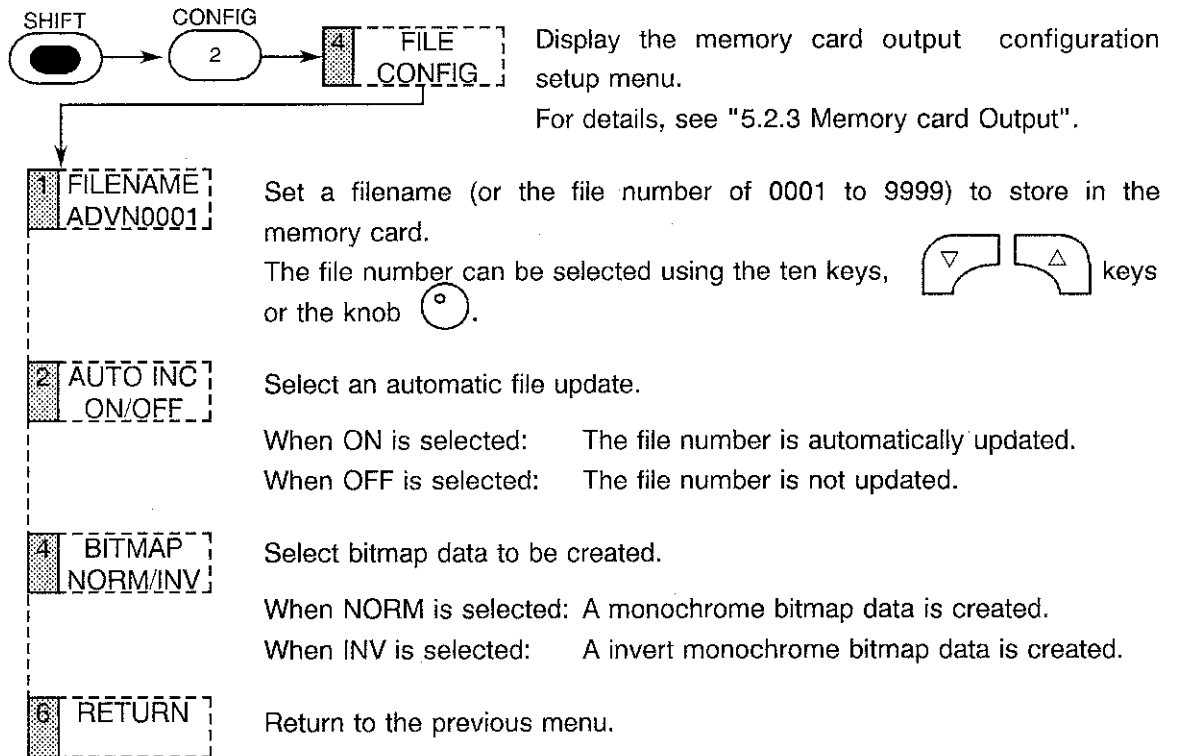 SHIFT CONFIG
2 4 FILE Display the memory card output configuration
CONFIG setup menu.
For details, see "5.2.3 Memory card Output".
1 FILENAME Set a filename (or the file number of 0001 to 9999) to store in the
ADVN0001 memory card.
The file number can be selected using the ten keys, ▽ △ keys
or the knob .
2 AUTO INC Select an automatic file update.
ON/OFF
When ON is selected: The file number is automatically updated.
When OFF is selected: The file number is not updated.
4 BITMAP Select bitmap data to be created.
NORM/INV
When NORM is selected: A monochrome bitmap data is created.
When INV is selected: A invert monochrome bitmap data is created.
6 RETURN Return to the previous menu.